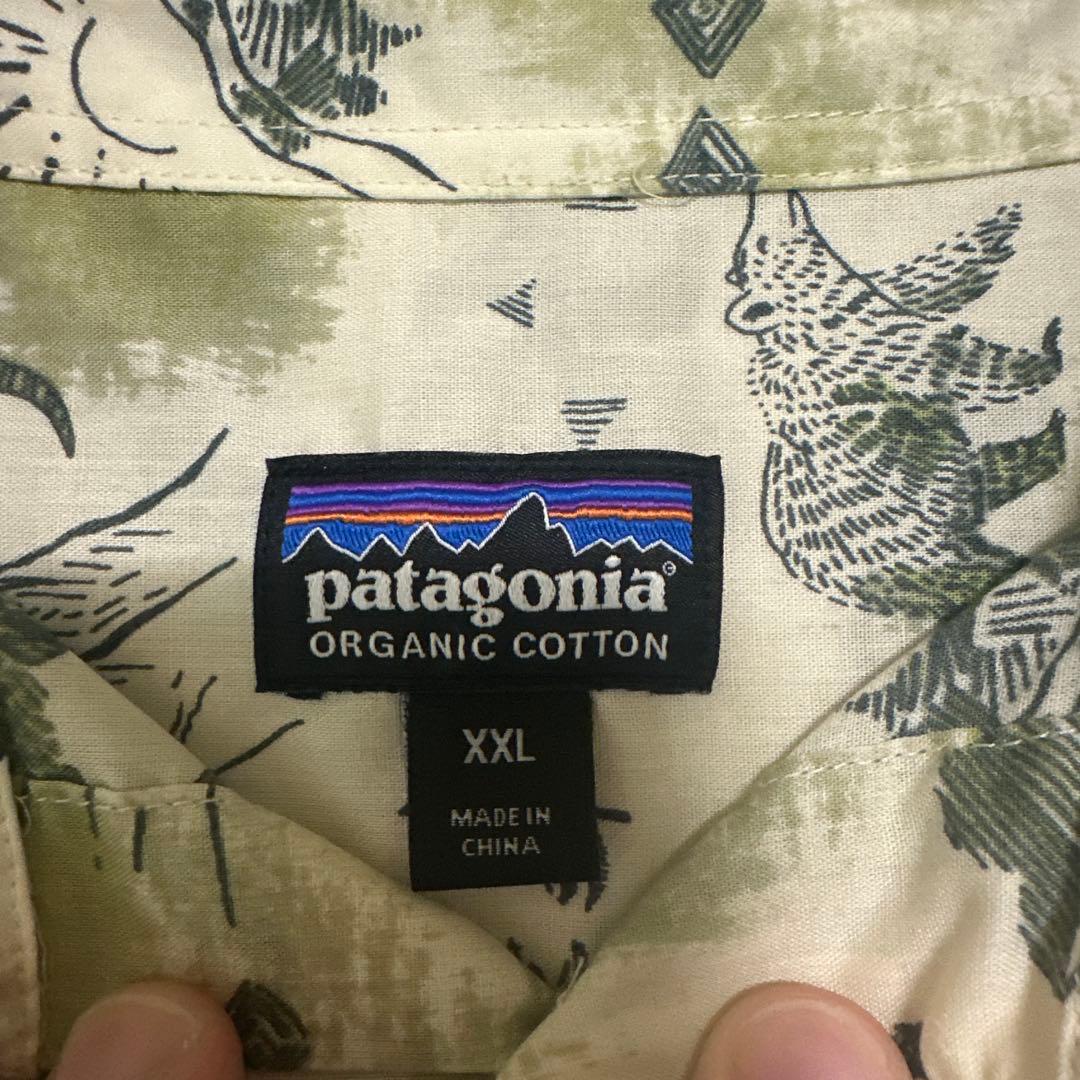 patagonia®
ORGANIC COTTON
XXL
MADE IN
CHINA